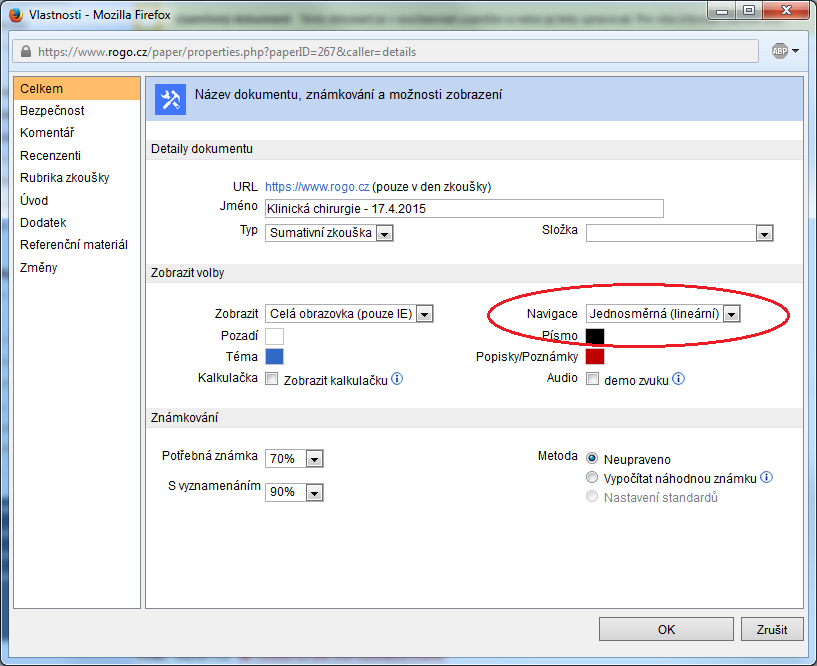 Vlastnosti - Mozilla Firefox
https://www.rogo.cz/paper/properties.php?paperID=267&caller=details
ABP
Celkem
Bezpečnost
Komentář
Recenzenti
Rubrika zkoušky
Úvod
Dodatek
Referenční materiál
Změny
Název dokumentu, známkování a možnosti zobrazení
Detaily dokumentu
URL https://www.rogo.cz (pouze v den zkoušky)
Jméno Klinická chirurgie - 17.4.2015
Typ Sumativní zkouška Složka
Zobrazit volby
Zobrazit Celá obrazovka (pouze IE) Navigace Jednosměrná (lineární)
Pozadí Písmo
Téma Popisky/Poznámky
Kalkulačka Zobrazit kalkulačku Audio demo zvuku
Známkování
Potřebná známka 70% Metoda Neupraveno
Vypočítat náhodnou známku
S vyznamenáním 90% Nastavení standardů
OK Zrušit